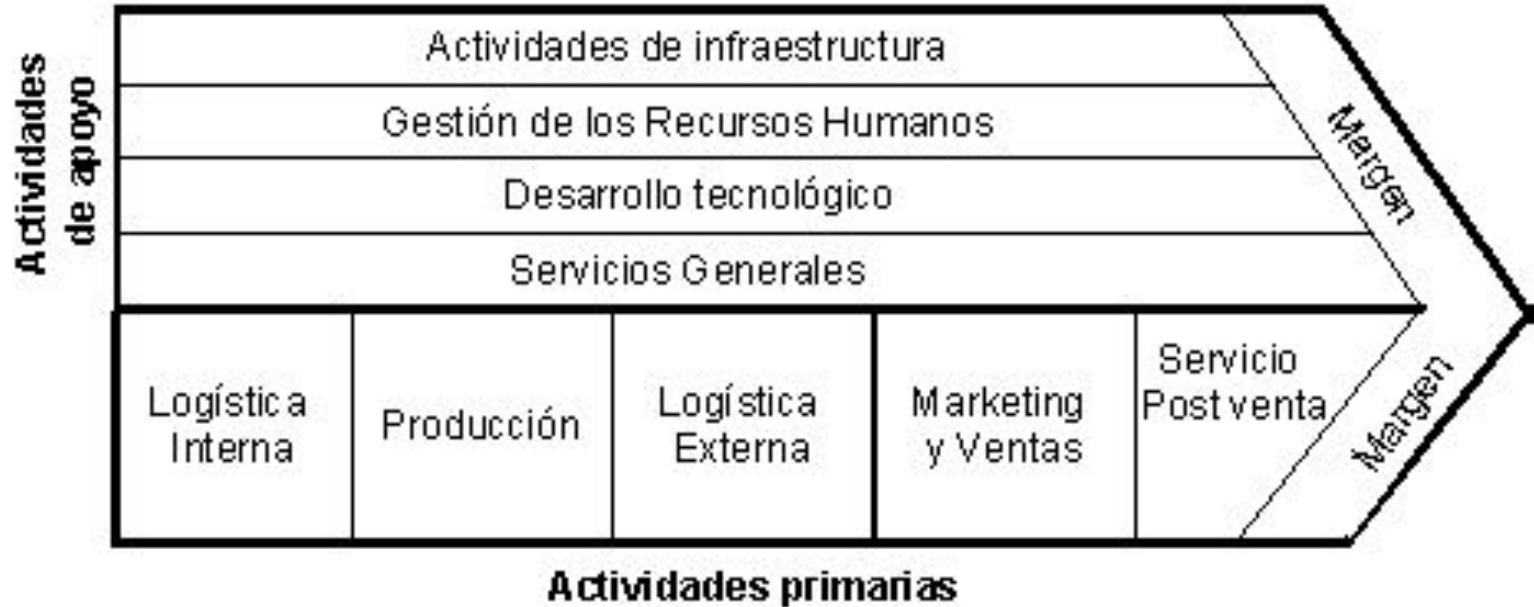 Actividades
de apoyo
Actividades de infraestructura
Gestión de los Recursos Humanos
Desarrollo tecnológico
Servicios Generales
Margen
Logística
Interna
Producción
Logística
Externa
Marketing
y Ventas
Servicio
Post venta
Margen
Actividades primarias